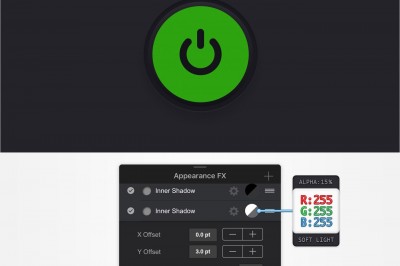 Appearance FX
Inner Shadow
ALPHA:15%
R:255
Inner Shadow
G:255
B:255
X Offset
0.0 pt
SOFT LIGHT
Y Offset
3.0 pt